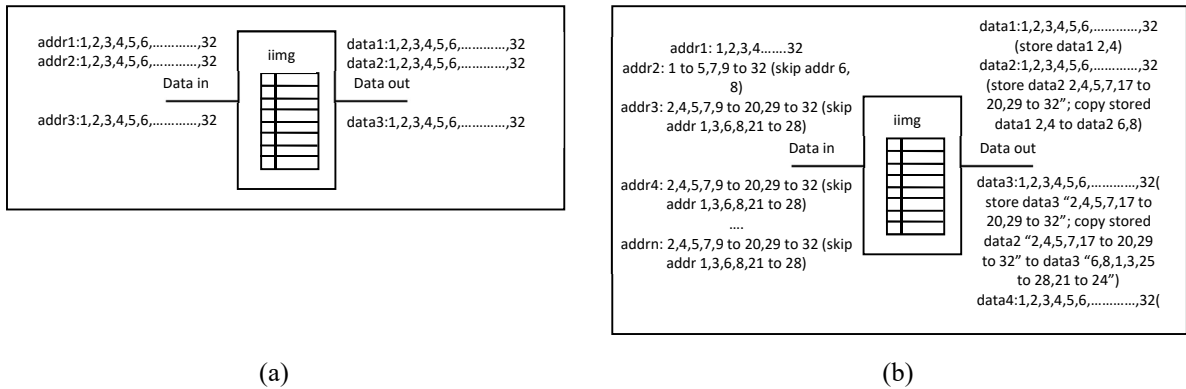 addr1:1,2,3,4,5,6,…………,32
addr2:1,2,3,4,5,6,…………,32
Data in
addr3:1,2,3,4,5,6,…………,32
iimg
data1:1,2,3,4,5,6,…………,32
data2:1,2,3,4,5,6,…………,32
Data out
data3:1,2,3,4,5,6,…………,32
(a)
addr1: 1,2,3,4…….32
addr2: 1 to 5,7,9 to 32 (skip addr 6,
8)
addr3: 2,4,5,7,9 to 20,29 to 32 (skip
addr 1,3,6,8,21 to 28)
Data in
addr4: 2,4,5,7,9 to 20,29 to 32 (skip
addr 1,3,6,8,21 to 28)
….
addrn: 2,4,5,7,9 to 20,29 to 32 (skip
addr 1,3,6,8,21 to 28)
iimg
data1:1,2,3,4,5,6,…………,32
(store data1 2,4)
data2:1,2,3,4,5,6,…………,32
(store data2 2,4,5,7,17 to
20,29 to 32”; copy stored
data1 2,4 to data2 6,8)
Data out
data3:1,2,3,4,5,6,…………,32(
store data3 “2,4,5,7,17 to
20,29 to 32”; copy stored
data2 “2,4,5,7,17 to 20,29
to 32” to data3 “6,8,1,3,25
to 28,21 to 24”)
data4:1,2,3,4,5,6,…………,32(
(b)